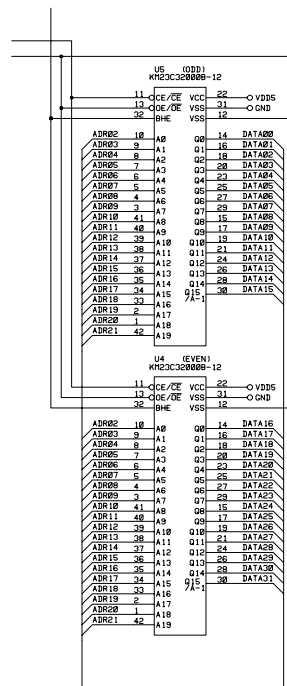 U5 (ODD)
KM23C32000B-12
11 CE/CE VCC 22 VDD5
13 OE/OE VSS 31 GND
32 BHE VSS 12
ADR02 10 A0 Q0 14 DATA00
ADR03 9 A1 Q1 16 DATA01
ADR04 8 A2 Q2 18 DATA02
ADR05 7 A3 Q3 20 DATA03
ADR06 6 A4 Q4 23 DATA04
ADR07 5 A5 Q5 25 DATA05
ADR08 4 A6 Q6 27 DATA06
ADR09 3 A7 Q7 29 DATA07
ADR10 41 A8 Q8 15 DATA08
ADR11 40 A9 Q9 17 DATA09
ADR12 39 A10 Q10 19 DATA10
ADR13 38 A11 Q11 21 DATA11
ADR14 37 A12 Q12 24 DATA12
ADR15 36 A13 Q13 26 DATA13
ADR16 35 A14 Q14 28 DATA14
ADR17 34 A15 Q15 30 DATA15
ADR18 33 A16 /A-1
ADR19 2 A17
ADR20 1 A18
ADR21 42 A19
U4 (EVEN)
KM23C32000B-12
11 CE/CE VCC 22 VDD5
13 OE/OE VSS 31 GND
32 BHE VSS 12
ADR02 10 A0 Q0 14 DATA16
ADR03 9 A1 Q1 16 DATA17
ADR04 8 A2 Q2 18 DATA18
ADR05 7 A3 Q3 20 DATA19
ADR06 6 A4 Q4 23 DATA20
ADR07 5 A5 Q5 25 DATA21
ADR08 4 A6 Q6 27 DATA22
ADR09 3 A7 Q7 29 DATA23
ADR10 41 A8 Q8 15 DATA24
ADR11 40 A9 Q9 17 DATA25
ADR12 39 A10 Q10 19 DATA26
ADR13 38 A11 Q11 21 DATA27
ADR14 37 A12 Q12 24 DATA28
ADR15 36 A13 Q13 26 DATA29
ADR16 35 A14 Q14 28 DATA30
ADR17 34 A15 Q15 30 DATA31
ADR18 33 A16 /A-1
ADR19 2 A17
ADR20 1 A18
ADR21 42 A19